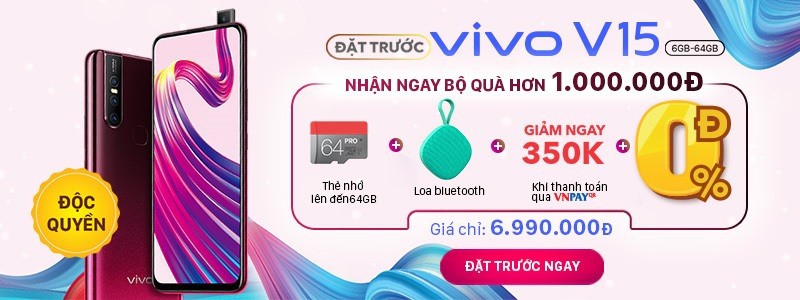 ĐẶT TRƯỚC vivo V15 6GB-64GB
NHẬN NGAY BỘ QUÀ HƠN 1.000.000Đ
64 PRO+
Thẻ nhớ
lên đến64GB
+
Loa bluetooth
+
GIẢM NGAY
350K
Khi thanh toán
qua VNPAYQR
+
0Đ
%
Giá chỉ: 6.990.000Đ
ĐẶT TRƯỚC NGAY
ĐỘC
QUYỀN
vivo